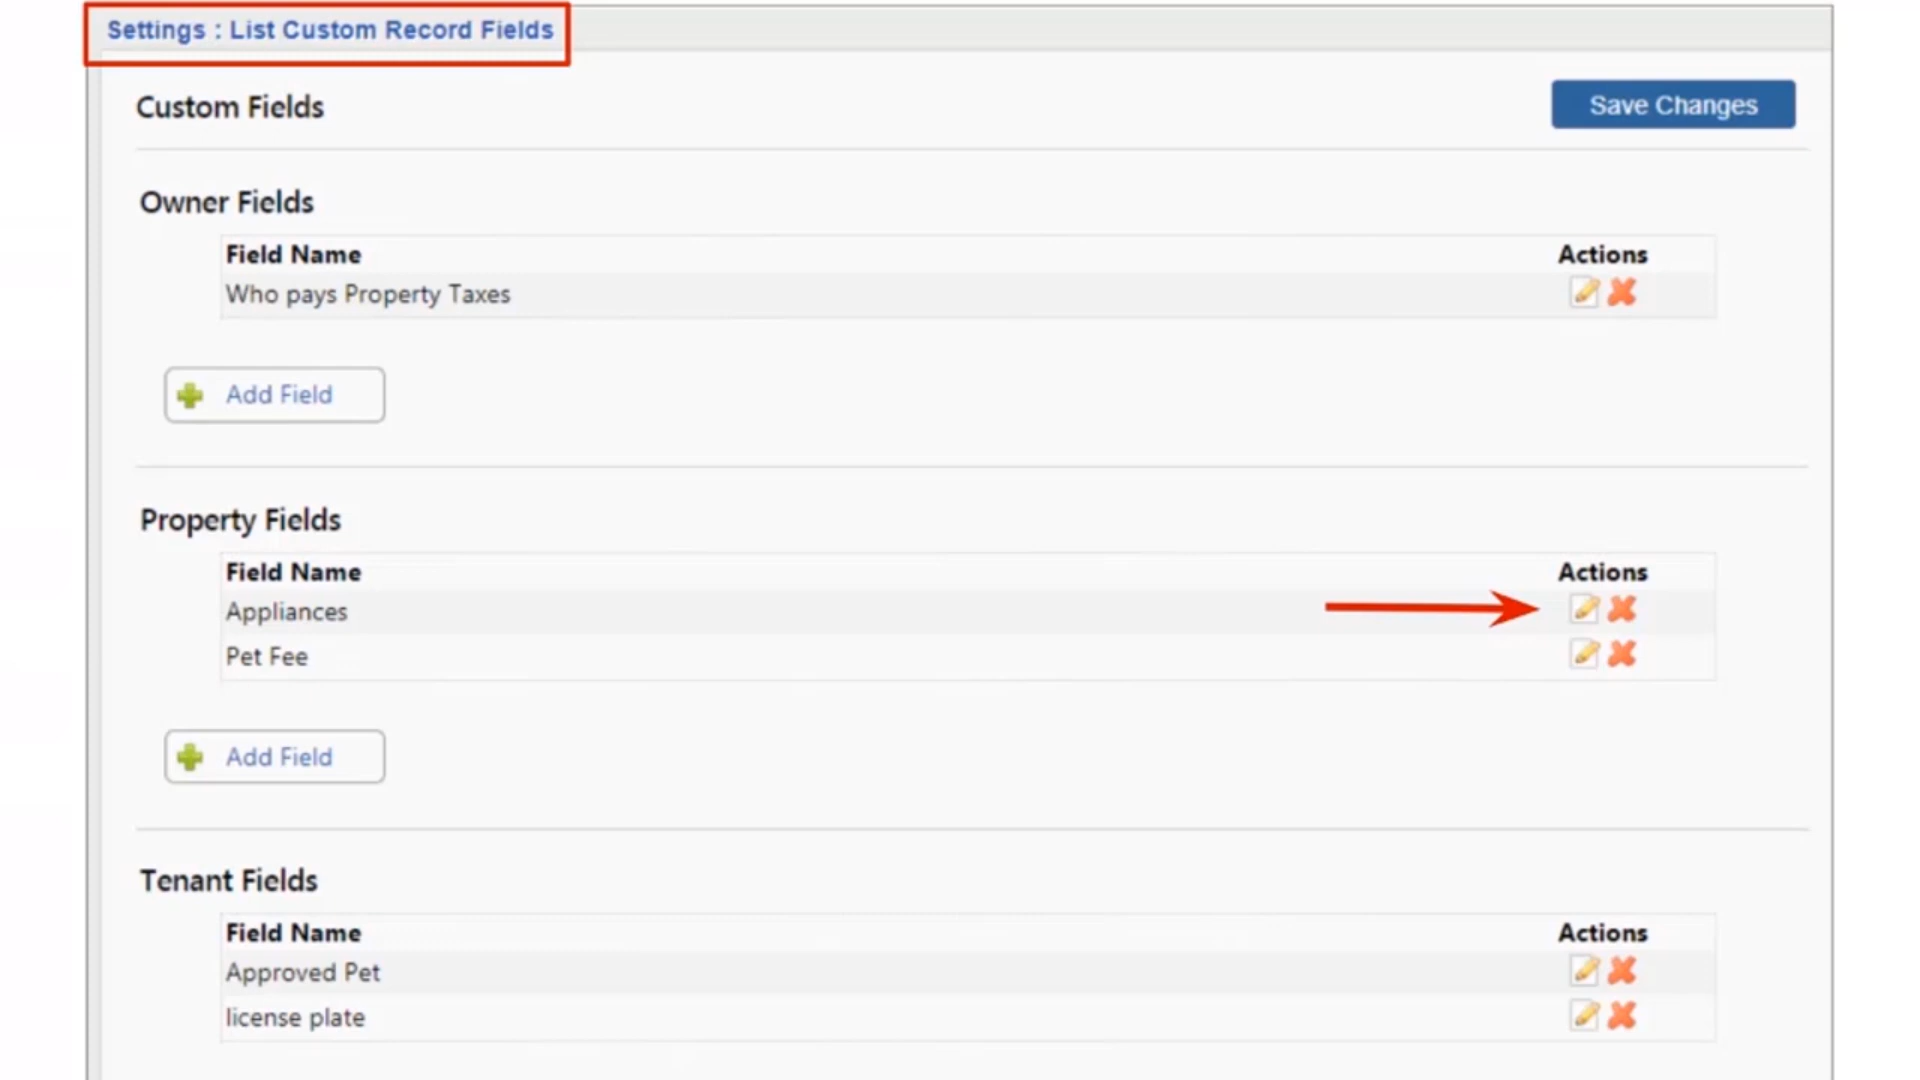 Settings : List Custom Record Fields
Custom Fields
Save Changes
Owner Fields
Field Name Actions
Who pays Property Taxes
Add Field
Property Fields
Field Name Actions
Appliances
Pet Fee
Add Field
Tenant Fields
Field Name Actions
Approved Pet
license plate